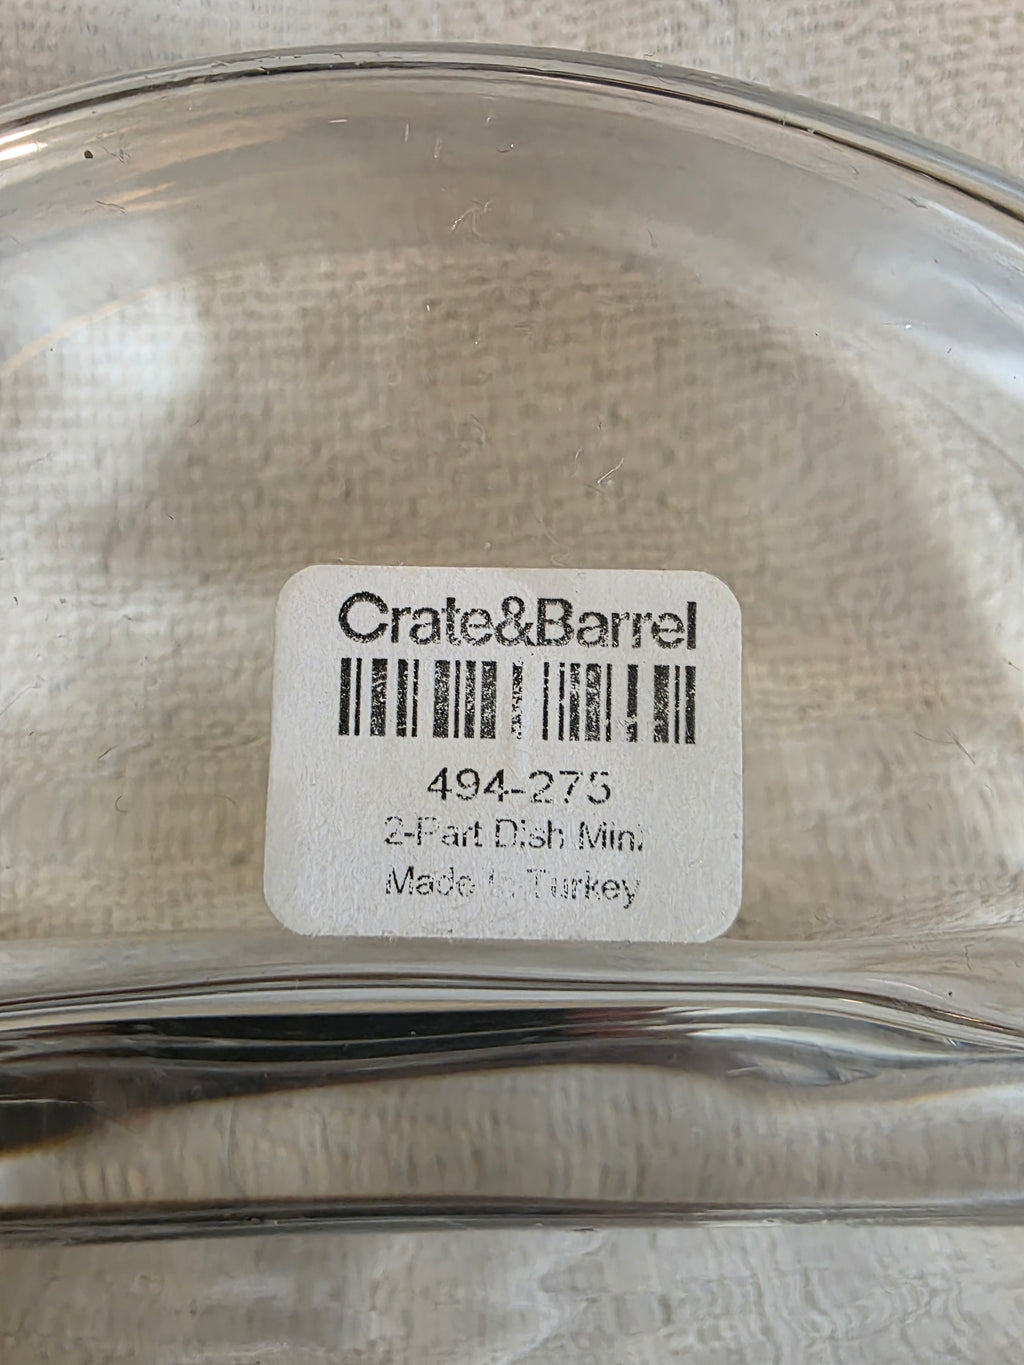 Crate&Barrel
494-275
2-Part Dish Mini
Made In Turkey